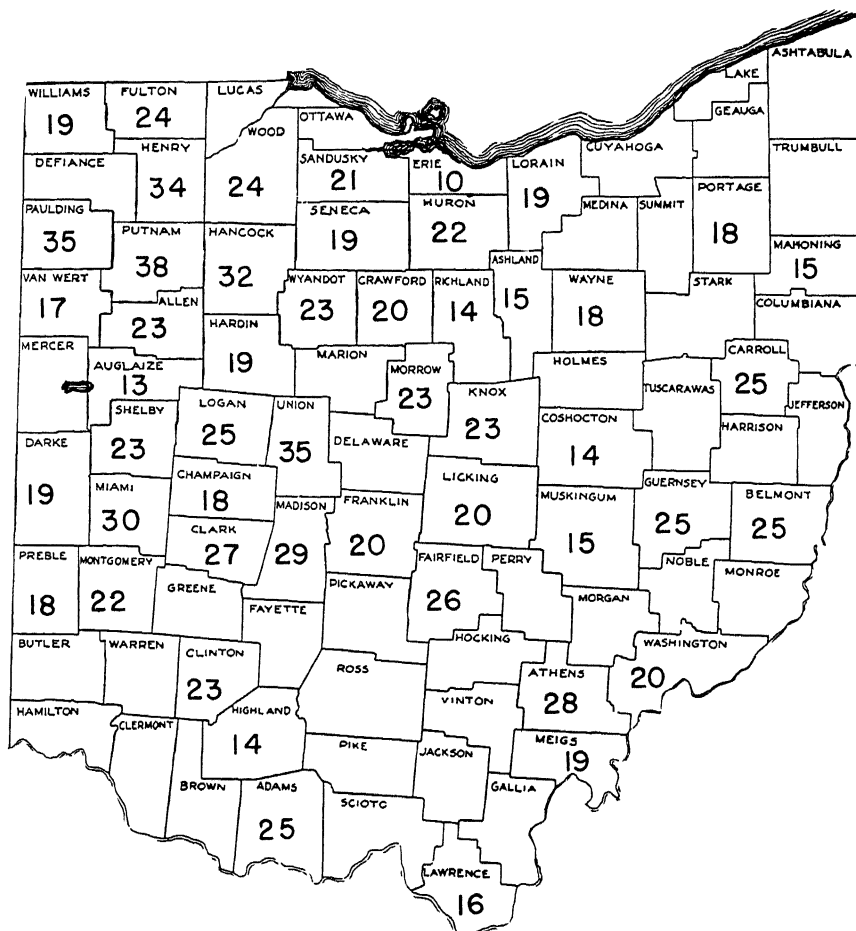 ASHTABULA
LAKE
WILLIAMS
19
FULTON
24
LUCAS
GEAUGA
OTTAWA
WOOD
24
HENRY
34
CUYAHOGA
TRUMBULL
DEFIANCE
SANDUSKY
21
ERIE
10
LORAIN
19
PORTAGE
18
MEDINA
SUMMIT
PAULDING
35
SENECA
19
HURON
22
PUTNAM
38
HANCOCK
32
MAHONING
15
ASHLAND
15
VAN WERT
17
WYANDOT
23
CRAWFORD
20
RICHLAND
14
WAYNE
18
STARK
ALLEN
23
COLUMBIANA
HARDIN
19
MERCER
MARION
CARROLL
25
AUGLAIZE
13
MORROW
23
HOLMES
TUSCARAWAS
KNOX
23
LOGAN
25
UNION
35
JEFFERSON
SHELBY
23
COSHOCTON
14
HARRISON
DARKE
19
DELAWARE
CHAMPAIGN
18
LICKING
20
GUERNSEY
25
MIAMI
30
MUSKINGUM
15
BELMONT
25
FRANKLIN
20
MADISON
29
CLARK
27
PREBLE
18
MONTGOMERY
22
FAIRFIELD
26
PERRY
NOBLE
MONROE
GREENE
PICKAWAY
MORGAN
FAYETTE
HOCKING
BUTLER
WARREN
CLINTON
23
WASHINGTON
20
ROSS
ATHENS
28
VINTON
HAMILTON
CLERMONT
HIGHLAND
14
PIKE
JACKSON
MEIGS
19
BROWN
ADAMS
25
GALLIA
SCIOTO
LAWRENCE
16